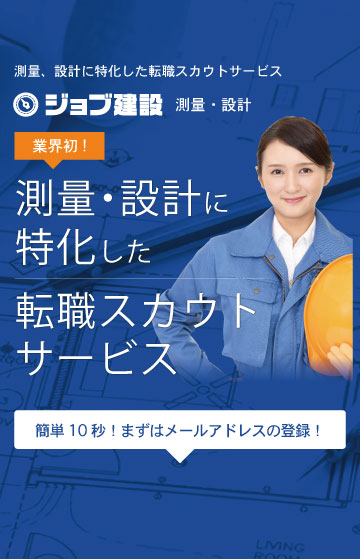 測量、設計に特化した転職スカウトサービス
ジョブ建設 測量・設計
業界初！
測量・設計に
特化した
転職スカウト
サービス
簡単10秒！まずはメールアドレスの登録！
LIVING
ROOM